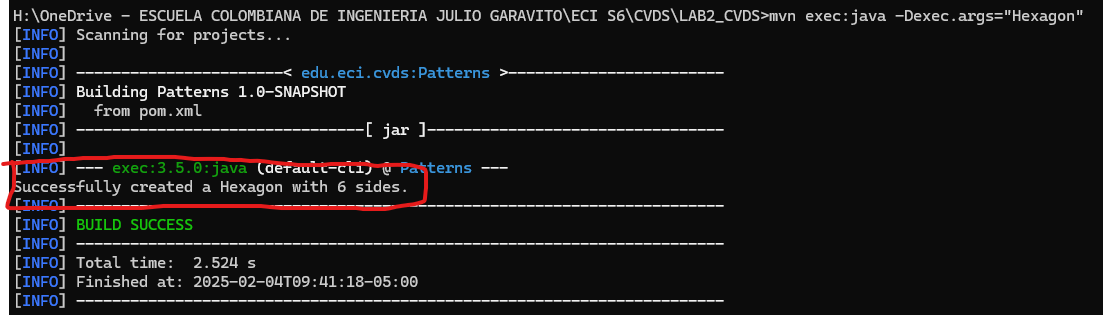 H:\OneDrive - ESCUELA COLOMBIANA DE INGENIERIA JULIO GARAVITO\ECI S6\CVDS\LAB2_CVDS>mvn exec:java -Dexec.args="Hexagon"
[INFO] Scanning for projects...
[INFO]
[INFO] -----------------------< edu.eci.cvds:Patterns >------------------------
[INFO] Building Patterns 1.0-SNAPSHOT
[INFO]   from pom.xml
[INFO] --------------------------------[ jar ]---------------------------------
[INFO]
[INFO] --- exec:3.5.0:java (default-cli) @ Patterns ---
Successfully created a Hexagon with 6 sides.
[INFO] ------------------------------------------------------------------------
[INFO] BUILD SUCCESS
[INFO] ------------------------------------------------------------------------
[INFO] Total time:  2.524 s
[INFO] Finished at: 2025-02-04T09:41:18-05:00
[INFO] ------------------------------------------------------------------------